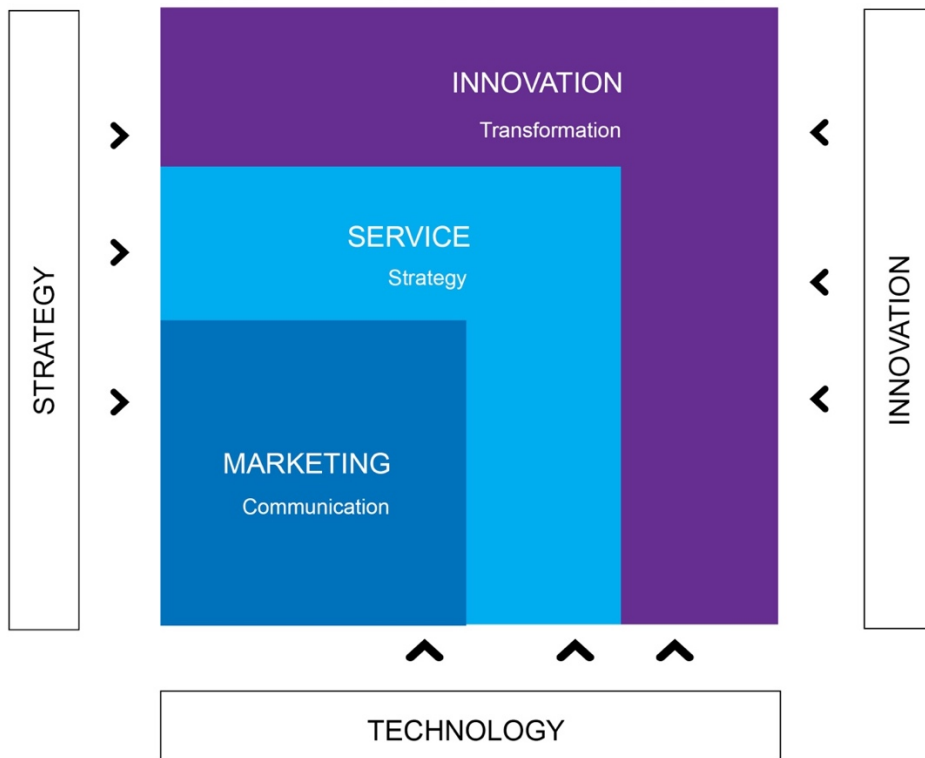 INNOVATION
Transformation
SERVICE
Strategy
MARKETING
Communication
STRATEGY
INNOVATION
TECHNOLOGY